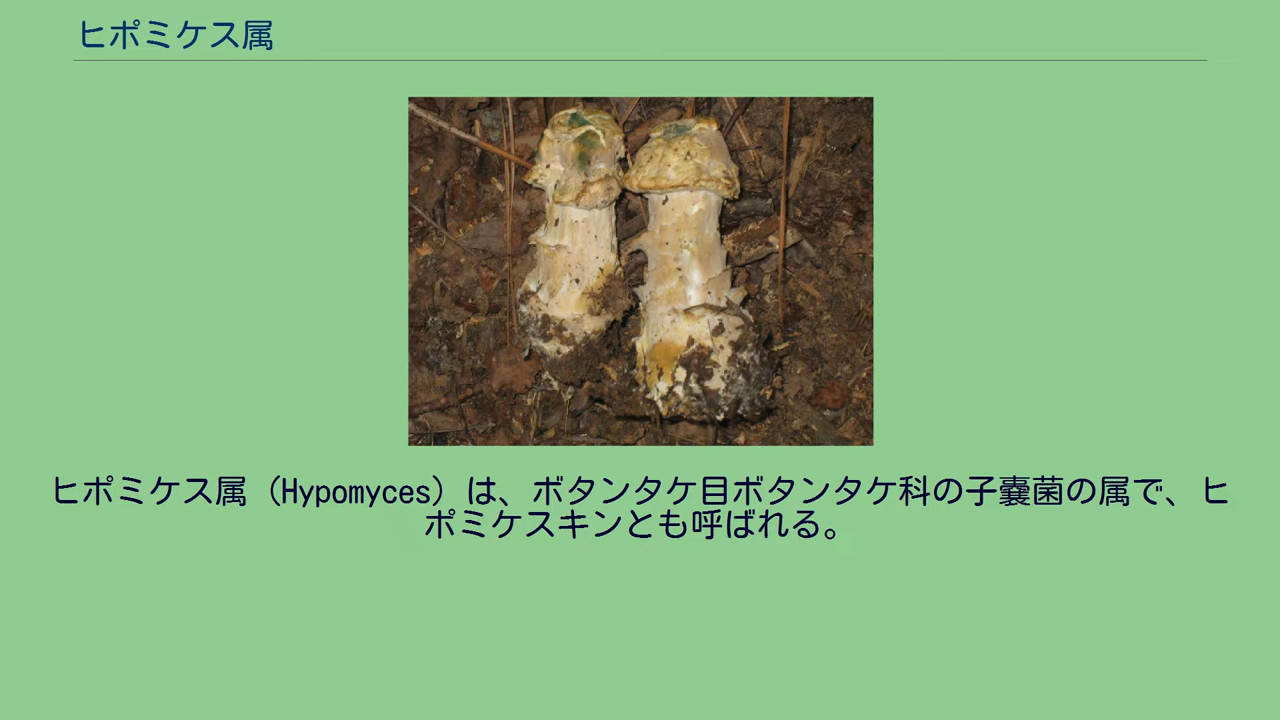 ヒポミケス属
ヒポミケス属（Hypomyces）は、ボタンタケ目ボタンタケ科の子嚢菌の属で、ヒ
ポミケスキンとも呼ばれる。